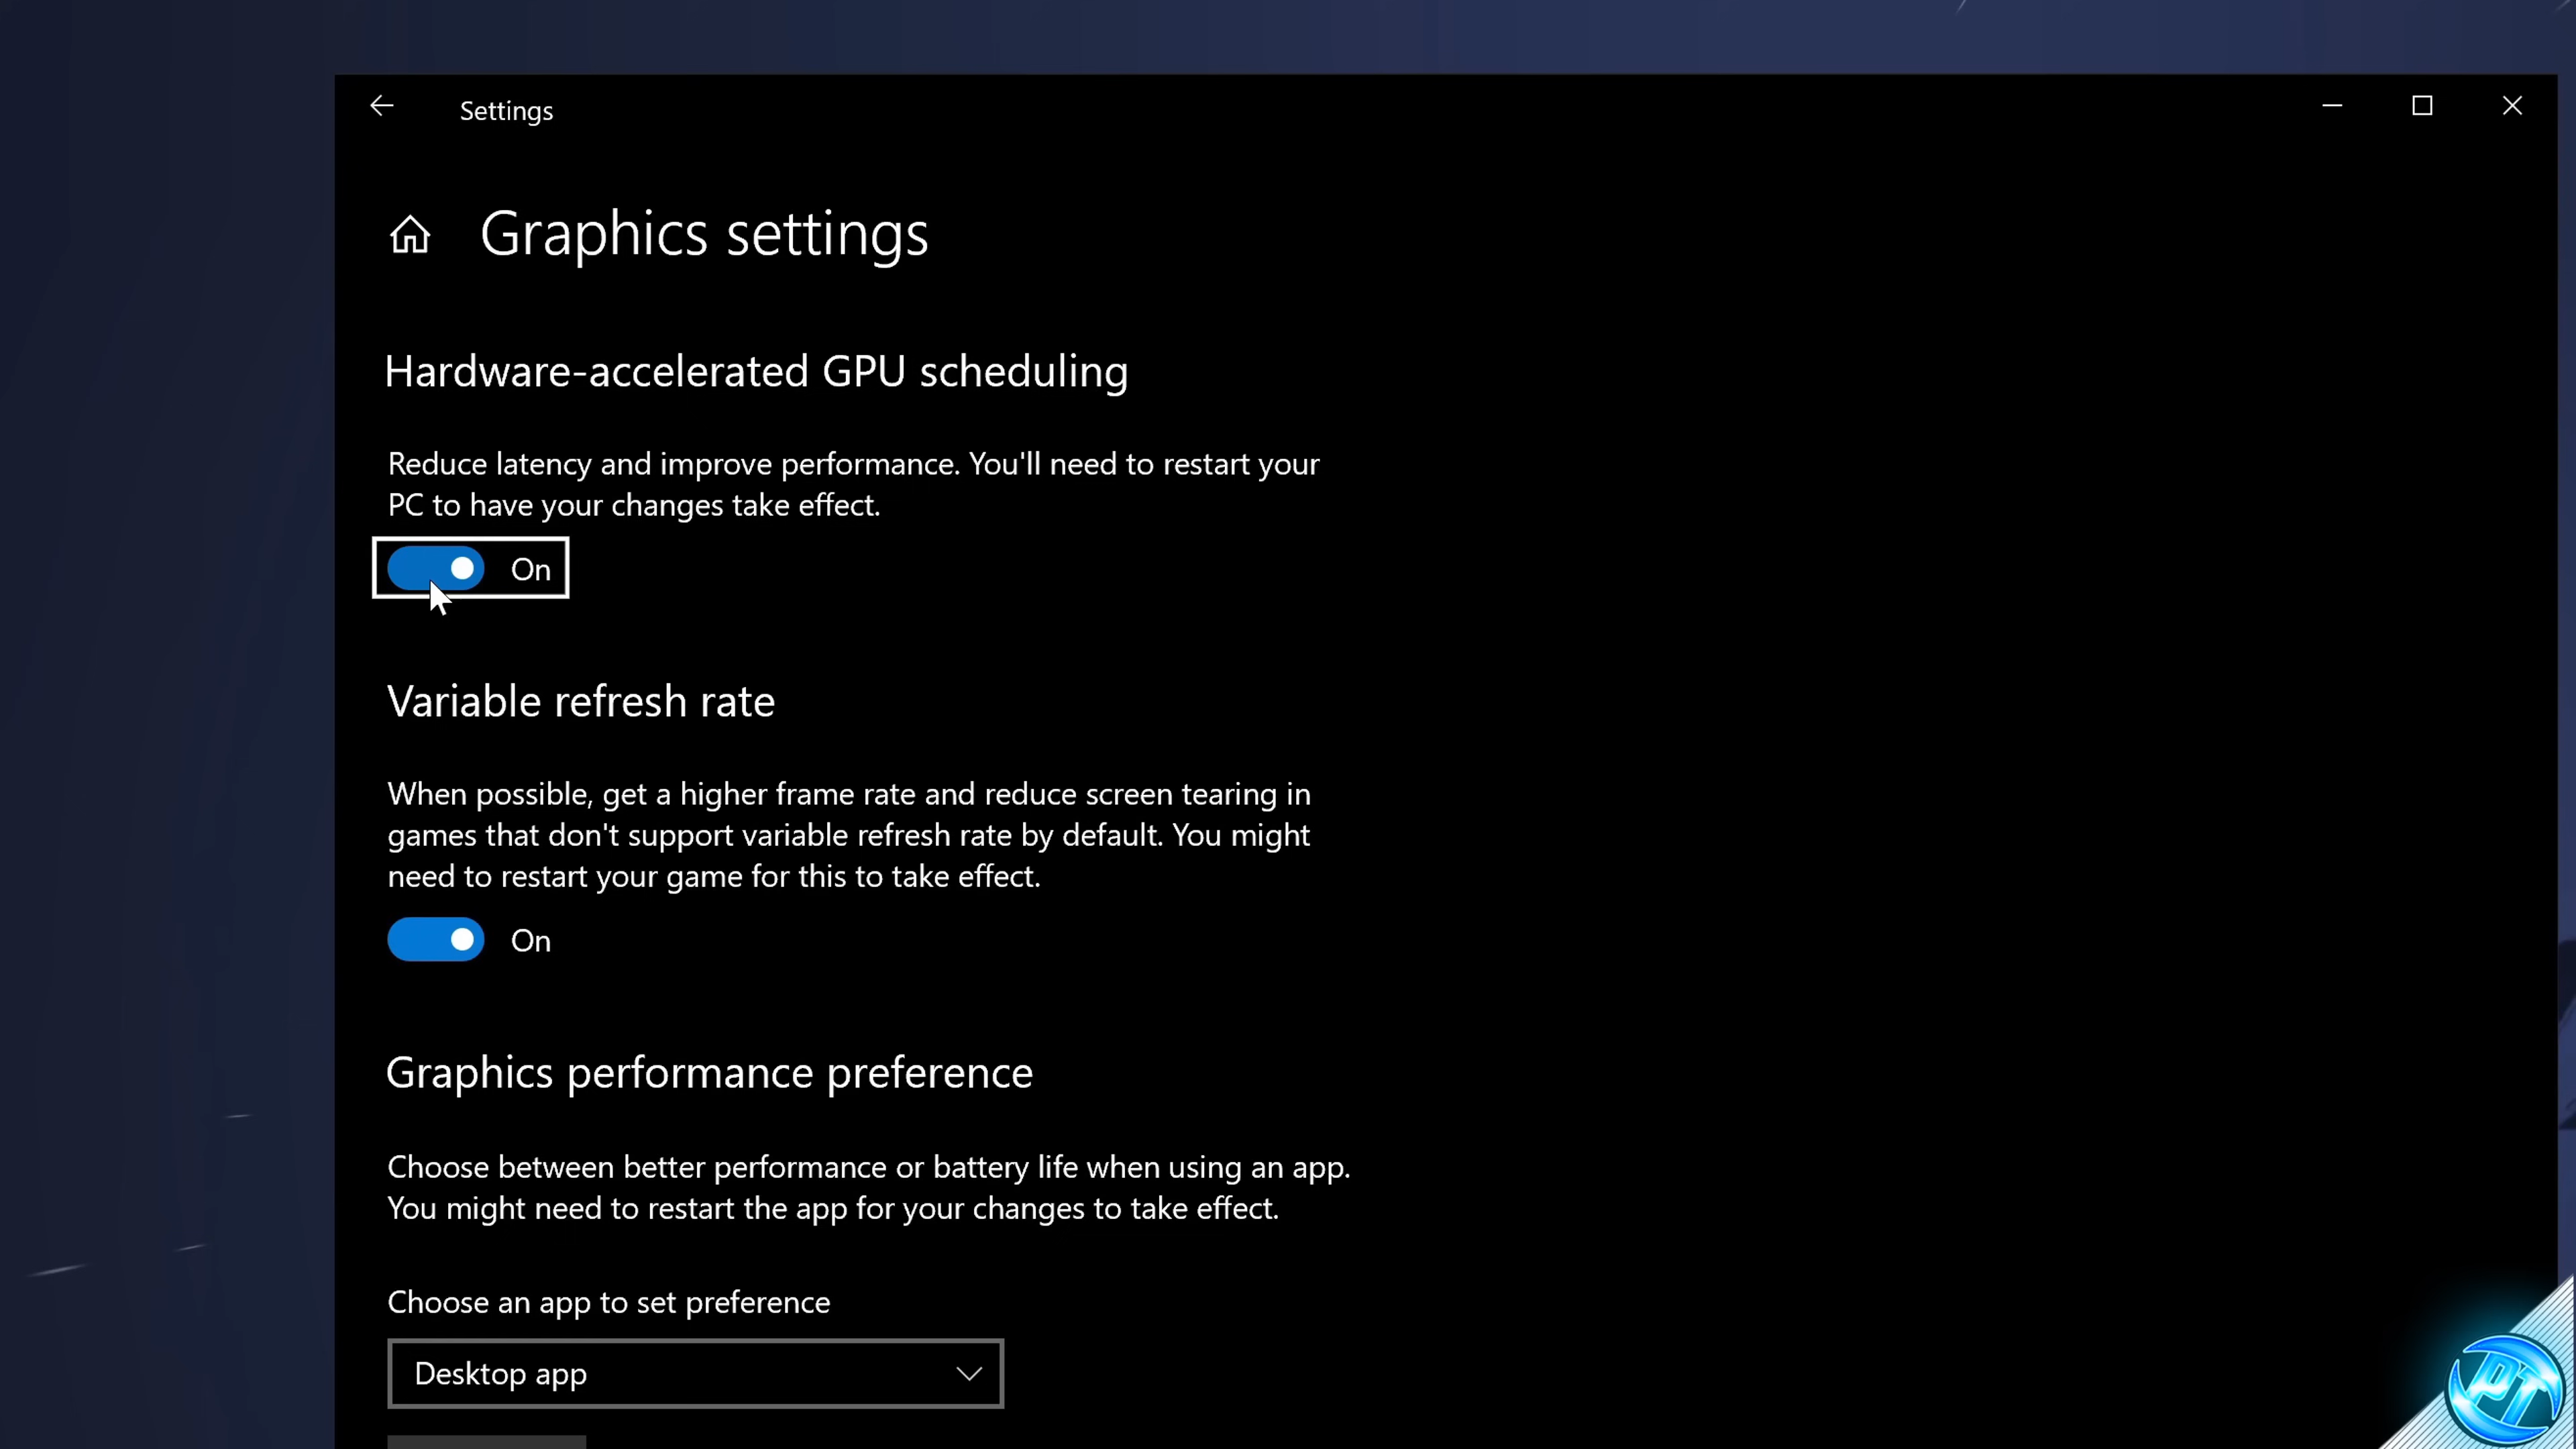 Settings
Graphics settings
Hardware-accelerated GPU scheduling
Reduce latency and improve performance. You'll need to restart your
PC to have your changes take effect.
On
Variable refresh rate
When possible, get a higher frame rate and reduce screen tearing in
games that don't support variable refresh rate by default. You might
need to restart your game for this to take effect.
On
Graphics performance preference
Choose between better performance or battery life when using an app.
You might need to restart the app for your changes to take effect.
Choose an app to set preference
Desktop app
PT